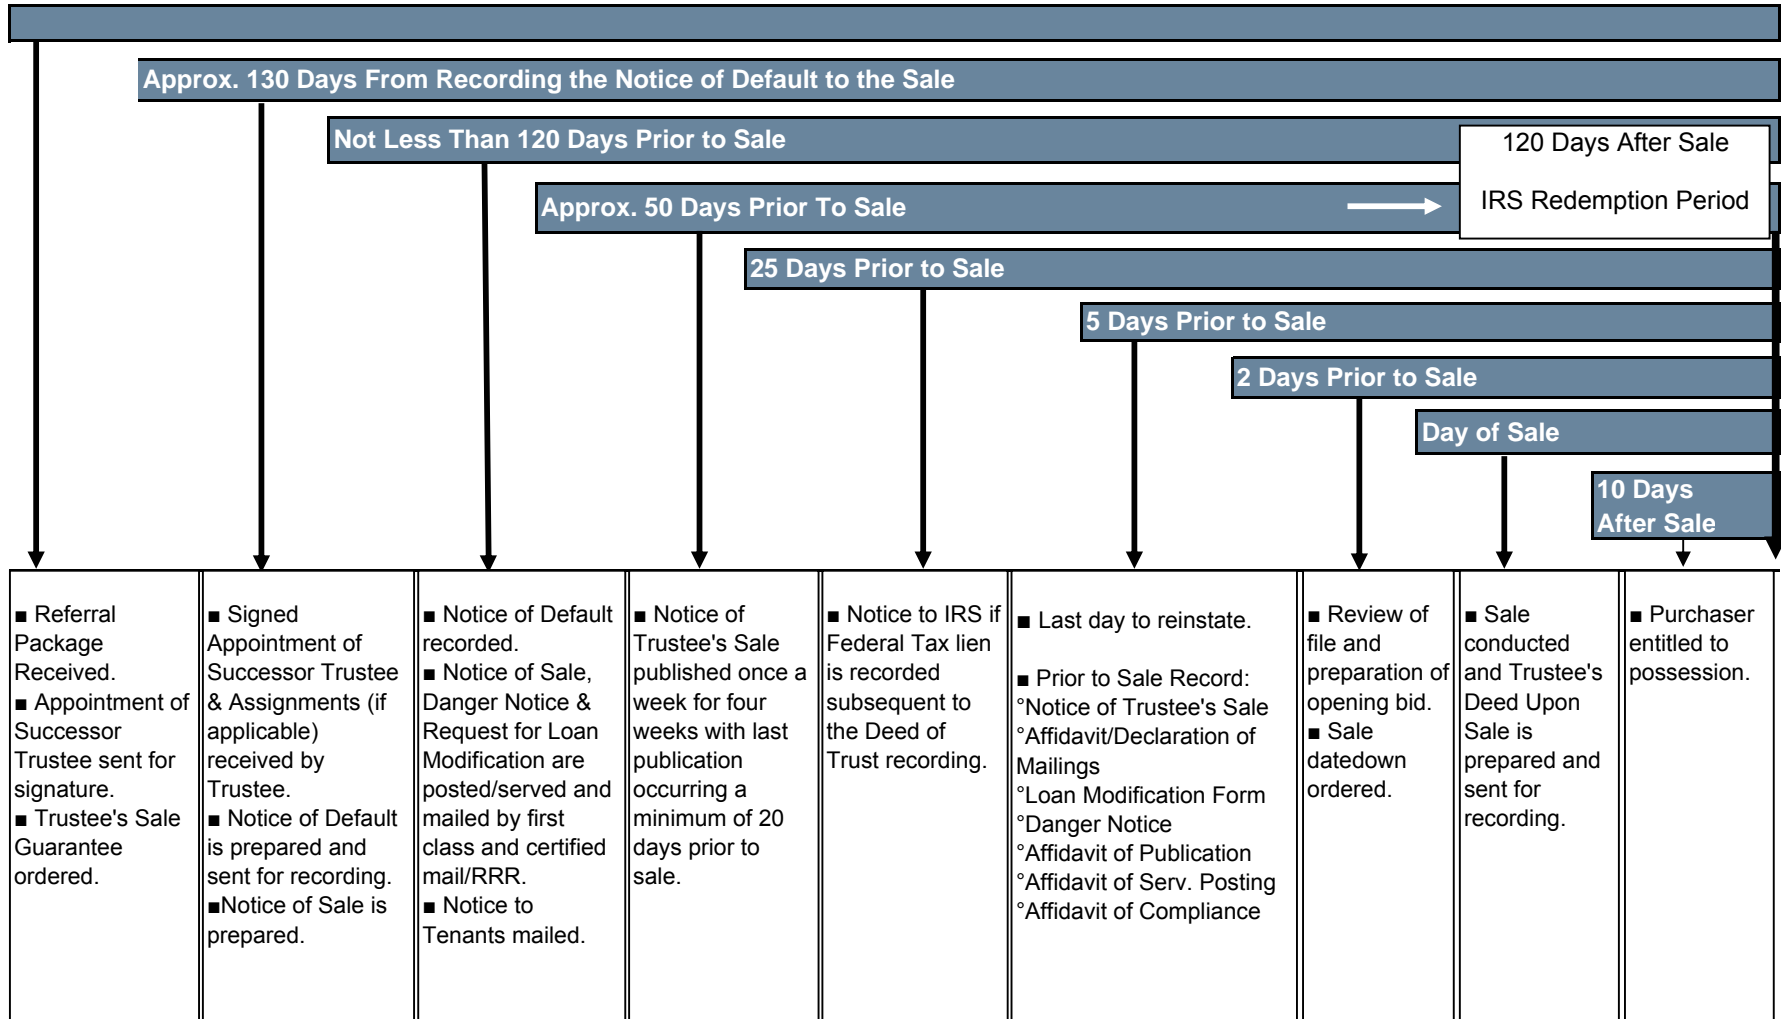 Approx. 130 Days From Recording the Notice of Default to the Sale
Not Less Than 120 Days Prior to Sale
120 Days After Sale
IRS Redemption Period
Approx. 50 Days Prior To Sale
25 Days Prior to Sale
5 Days Prior to Sale
2 Days Prior to Sale
Day of Sale
10 Days
After Sale
■ Referral
Package
Received.
■ Appointment of
Successor
Trustee sent for
signature.
■ Trustee's Sale
Guarantee
ordered.
■ Signed
Appointment of
Successor Trustee
& Assignments (if
applicable)
received by
Trustee.
■ Notice of Default
is prepared and
sent for recording.
■Notice of Sale is
prepared.
■ Notice of Default
recorded.
■ Notice of Sale,
Danger Notice &
Request for Loan
Modification are
posted/served and
mailed by first
class and certified
mail/RRR.
■ Notice to
Tenants mailed.
■ Notice of
Trustee's Sale
published once a
week for four
weeks with last
publication
occurring a
minimum of 20
days prior to
sale.
■ Notice to IRS if
Federal Tax lien
is recorded
subsequent to
the Deed of
Trust recording.
■ Last day to reinstate.
■ Prior to Sale Record:
°Notice of Trustee's Sale
°Affidavit/Declaration of
Mailings
°Loan Modification Form
°Danger Notice
°Affidavit of Publication
°Affidavit of Serv. Posting
°Affidavit of Compliance
■ Review of
file and
preparation of
opening bid.
■ Sale
datedown
ordered.
■ Sale
conducted
and Trustee's
Deed Upon
Sale is
prepared and
sent for
recording.
■ Purchaser
entitled to
possession.